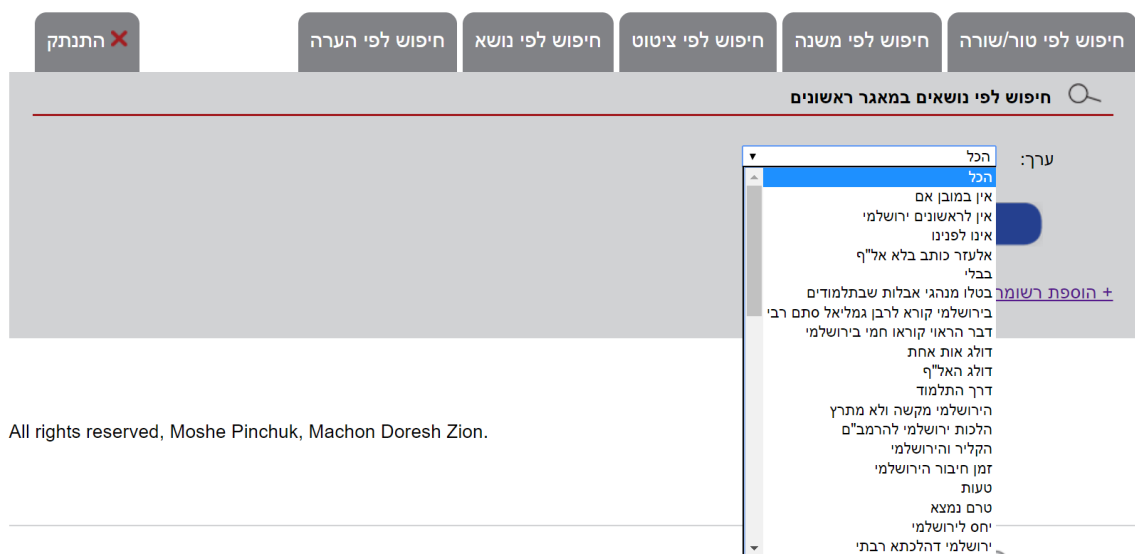 חיפוש לפי טור/שורה
חיפוש לפי משנה
חיפוש לפי ציטוט
חיפוש לפי נושא
חיפוש לפי הערה
התנתק
חיפוש לפי נושאים במאגר ראשונים
ערך:
הכל
הכל
אין במובן אם
אין לראשונים ירושלמי
אינו לפנינו
אלעזר כותב בלא אל"ף
בבלי
בטלו מנהגי אבלות שבתלמודים
בירושלמי קורא לרבן גמליאל סתם רבי
דבר הראוי קוראו חמי בירושלמי
דולג אות אחת
דולג האל"ף
דרך התלמוד
הירושלמי מקשה ולא מתרץ
הלכות ירושלמי להרמב"ם
הקליר והירושלמי
זמן חיבור הירושלמי
טעות
טרם נמצא
יחס לירושלמי
ירושלמי דהלכתא רבתי
+ הוספת רשומ
All rights reserved, Moshe Pinchuk, Machon Doresh Zion.